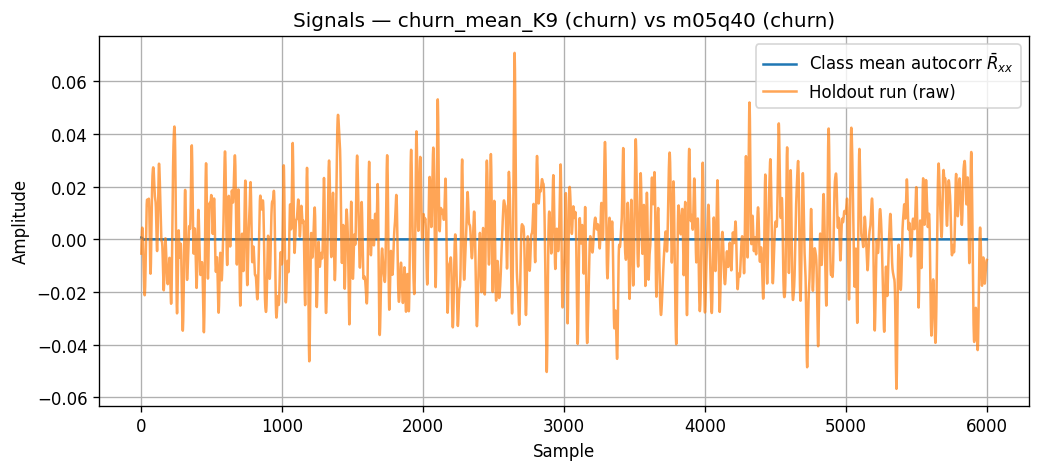 Signals — churn_mean_K9 (churn) vs m05q40 (churn)
Class mean autocorr R̄xx
Holdout run (raw)
Amplitude
0.06
0.04
0.02
0.00
−0.02
−0.04
−0.06
0 1000 2000 3000 4000 5000 6000
Sample